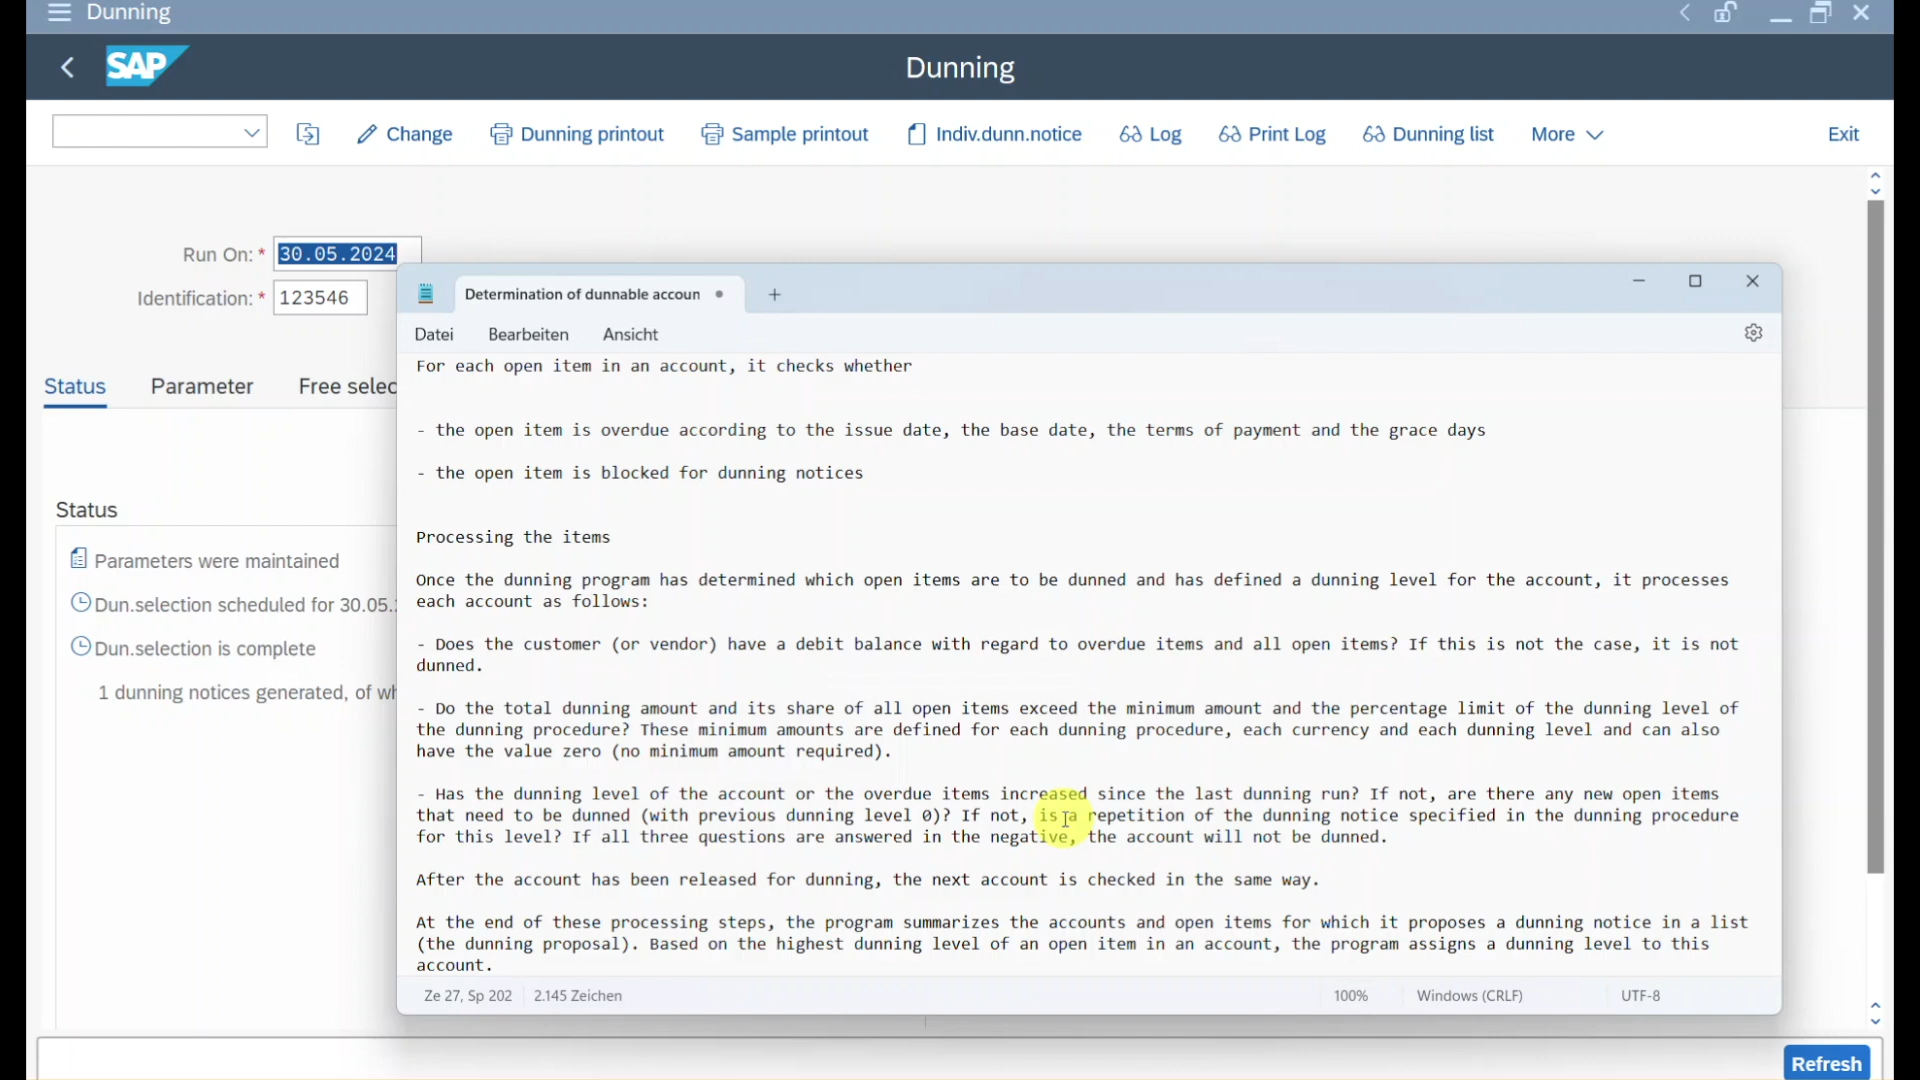 Dunning
SAP
Dunning
Change
Dunning printout
Sample printout
Indiv.dunn.notice
Log
Print Log
Dunning list
More
Exit
Run On: * 30.05.2024
Identification: * 123546
Status
Parameter
Free selec
Status
Parameters were maintained
Dun.selection scheduled for 30.05.
Dun.selection is complete
1 dunning notices generated, of
Determination of dunnable accoun
Datei
Bearbeiten
Ansicht
For each open item in an account, it checks whether
- the open item is overdue according to the issue date, the base date, the terms of payment and the grace days
- the open item is blocked for dunning notices
Processing the items
Once the dunning program has determined which open items are to be dunned and has defined a dunning level for the account, it processes
each account as follows:
- Does the customer (or vendor) have a debit balance with regard to overdue items and all open items? If this is not the case, it is not
dunned.
- Do the total dunning amount and its share of all open items exceed the minimum amount and the percentage limit of the dunning level of
the dunning procedure? These minimum amounts are defined for each dunning procedure, each currency and each dunning level and can also
have the value zero (no minimum amount required).
- Has the dunning level of the account or the overdue items increased since the last dunning run? If not, are there any new open items
that need to be dunned (with previous dunning level 0)? If not, is a repetition of the dunning notice specified in the dunning procedure
for this level? If all three questions are answered in the negative, the account will not be dunned.
After the account has been released for dunning, the next account is checked in the same way.
At the end of these processing steps, the program summarizes the accounts and open items for which it proposes a dunning notice in a list
(the dunning proposal). Based on the highest dunning level of an open item in an account, the program assigns a dunning level to this
account.
Ze 27, Sp 202
2.145 Zeichen
100%
Windows (CRLF)
UTF-8
Refresh